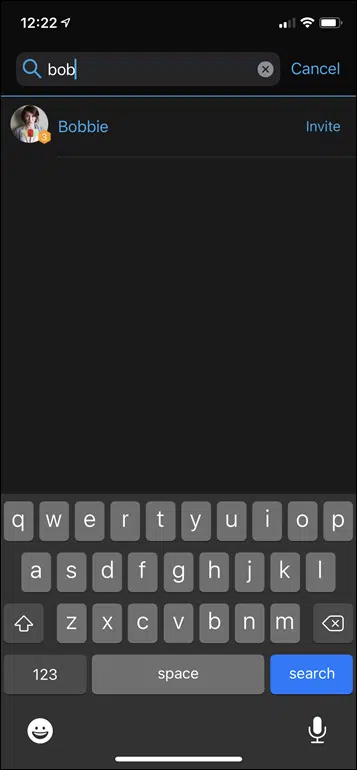 12:22
bob Cancel
Bobbie Invite
3
q w e r t y u i o p
a s d f g h j k l
z x c v b n m
123 space search